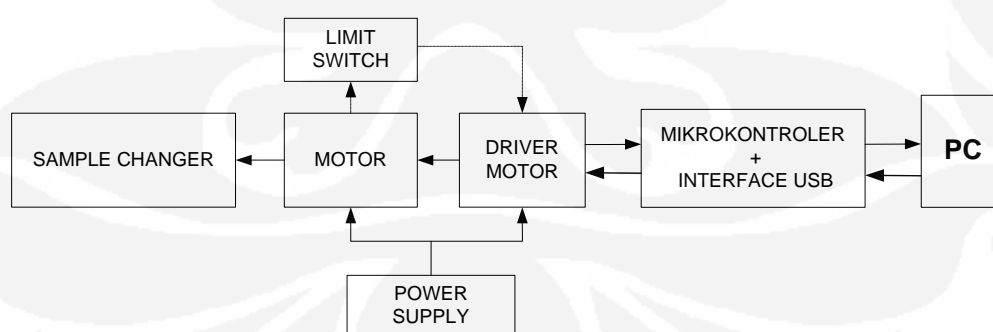 LIMIT
SWITCH
SAMPLE CHANGER
MOTOR
DRIVER
MOTOR
MIKROKONTROLER
+
INTERFACE USB
PC
POWER
SUPPLY